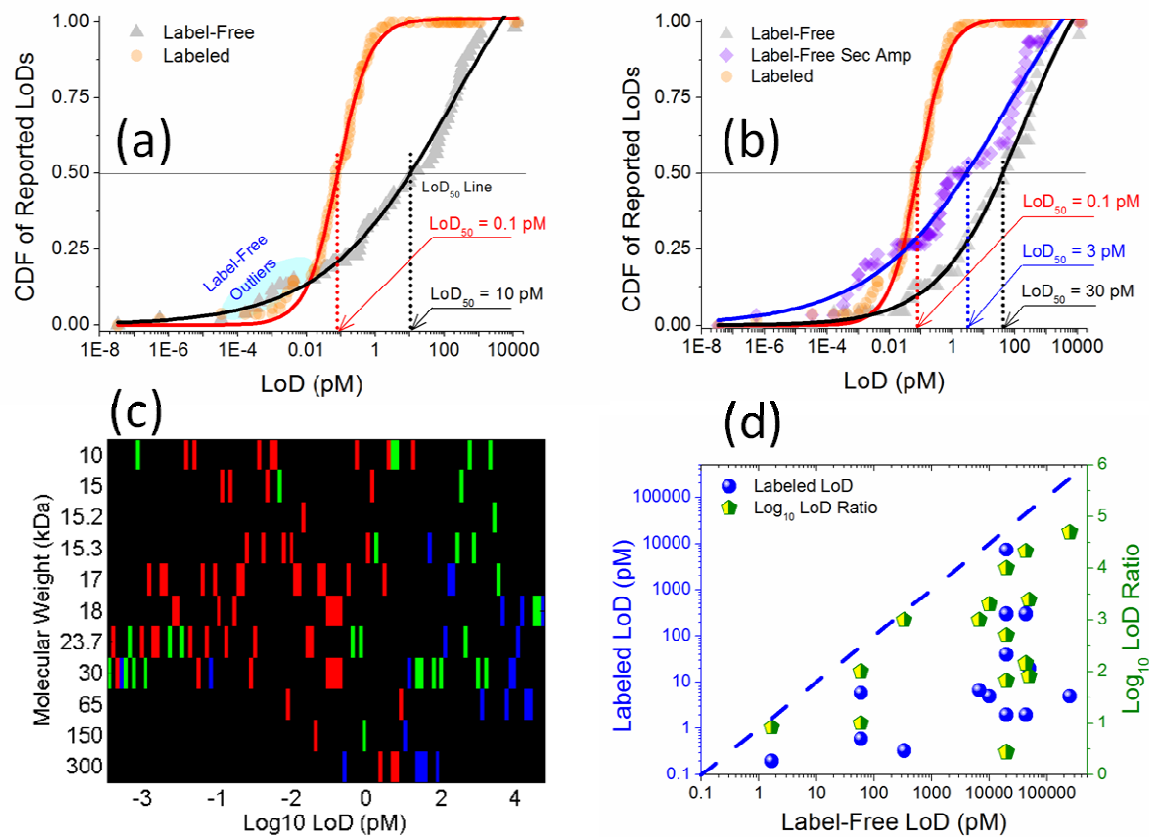 (a)
CDF of Reported LoDs
1.00
0.75
0.50
0.25
0.00
Label-Free
Labeled
LoD50 Line
Label-Free
Outliers
LoD50 = 0.1 pM
LoD50 = 10 pM
1E-8 1E-6 1E-4 0.01 1 100 10000
LoD (pM)
(b)
CDF of Reported LoDs
1.00
0.75
0.50
0.25
0.00
Label-Free
Label-Free Sec Amp
Labeled
LoD50 = 0.1 pM
LoD50 = 3 pM
LoD50 = 30 pM
1E-8 1E-6 1E-4 0.01 1 100 10000
LoD (pM)
(c)
Molecular Weight (kDa)
10
15
15.2
15.3
17
18
23.7
30
65
150
300
-3 -2 -1 0 1 2 4
Log10 LoD (pM)
(d)
Labeled LoD (pM)
100000
10000
1000
100
10
1
0.1
Labeled LoD
Log10 LoD Ratio
6
5
4
3
2
1
0
Log10 LoD Ratio
0.1 1 10 100 1000 10000 100000
Label-Free LoD (pM)